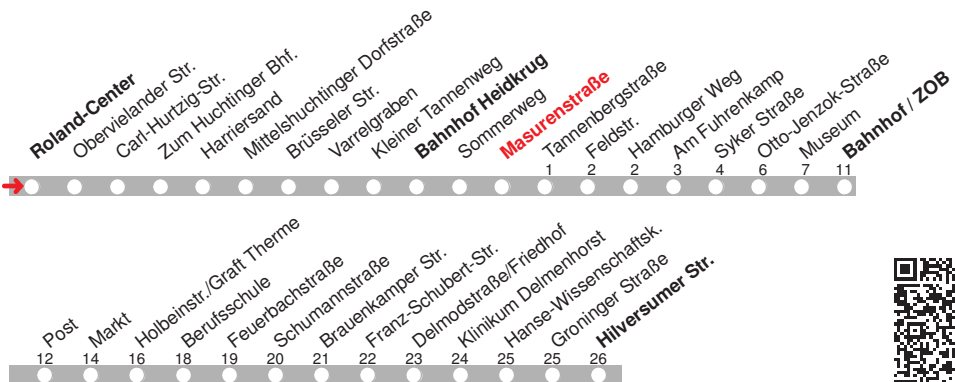 Roland-Center
Obervielander Str.
Carl-Hurtzig-Str.
Zum Huchtinger Bhf.
Harriersand
Mittelshuchtinger Dorfstraße
Brüsseler Str.
Varrelgraben
Kleiner Tannenweg
Bahnhof Heidkrug
Sommerweg
Masurenstraße
Tannenbergstraße
1
Feldstr.
2
Hamburger Weg
2
Am Fuhrenkamp
3
Syker Straße
4
Otto-Jenzok-Straße
6
Museum
7
Bahnhof / ZOB
11
Post
12
Markt
14
Holbeinstr./Graft Therme
16
Berufsschule
18
Feuerbachstraße
19
Schumannstraße
20
Brauenkamper Str.
21
Franz-Schubert-Str.
22
Delmodstraße/Friedhof
23
Klinikum Delmenhorst
24
Hanse-Wissenschaftsk.
25
Groninger Straße
25
Hilversumer Str.
26